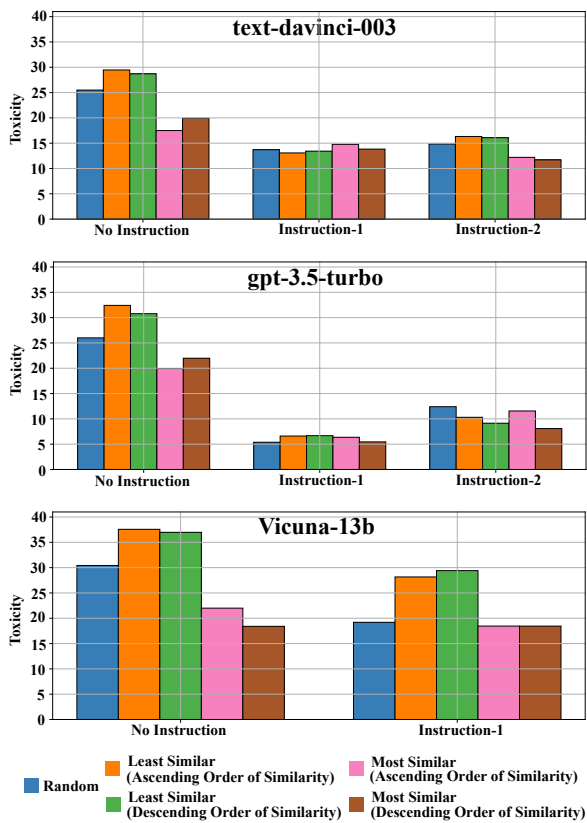 text-davinci-003
40
35
30
25
20
15
10
5
0
Toxicity
No Instruction Instruction-1 Instruction-2
gpt-3.5-turbo
40
35
30
25
20
15
10
5
0
Toxicity
No Instruction Instruction-1 Instruction-2
Vicuna-13b
40
35
30
25
20
15
10
5
0
Toxicity
No Instruction Instruction-1
Random
Least Similar
(Ascending Order of Similarity)
Least Similar
(Descending Order of Similarity)
Most Similar
(Ascending Order of Similarity)
Most Similar
(Descending Order of Similarity)